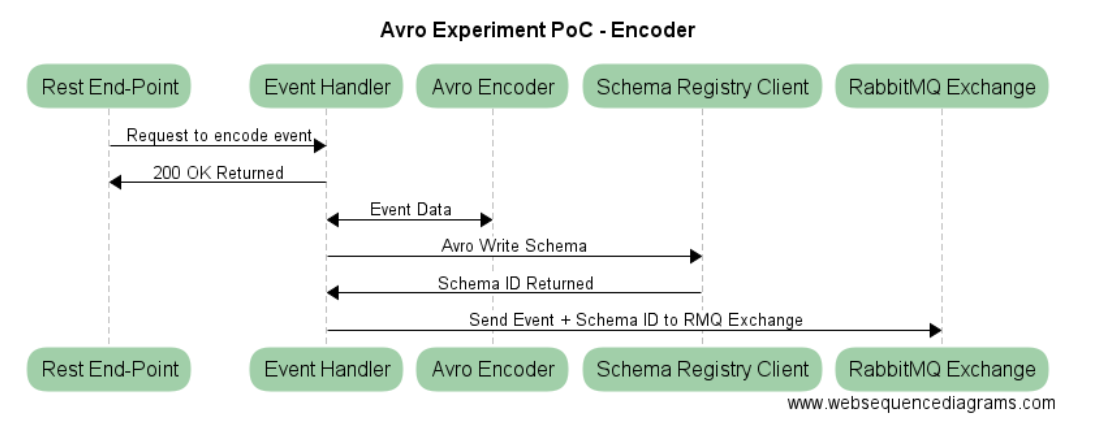 Avro Experiment PoC - Encoder
Rest End-Point Event Handler Avro Encoder Schema Registry Client RabbitMQ Exchange
Request to encode event
200 OK Returned
Event Data
Avro Write Schema
Schema ID Returned
Send Event + Schema ID to RMQ Exchange
Rest End-Point Event Handler Avro Encoder Schema Registry Client RabbitMQ Exchange
www.websequencediagrams.com